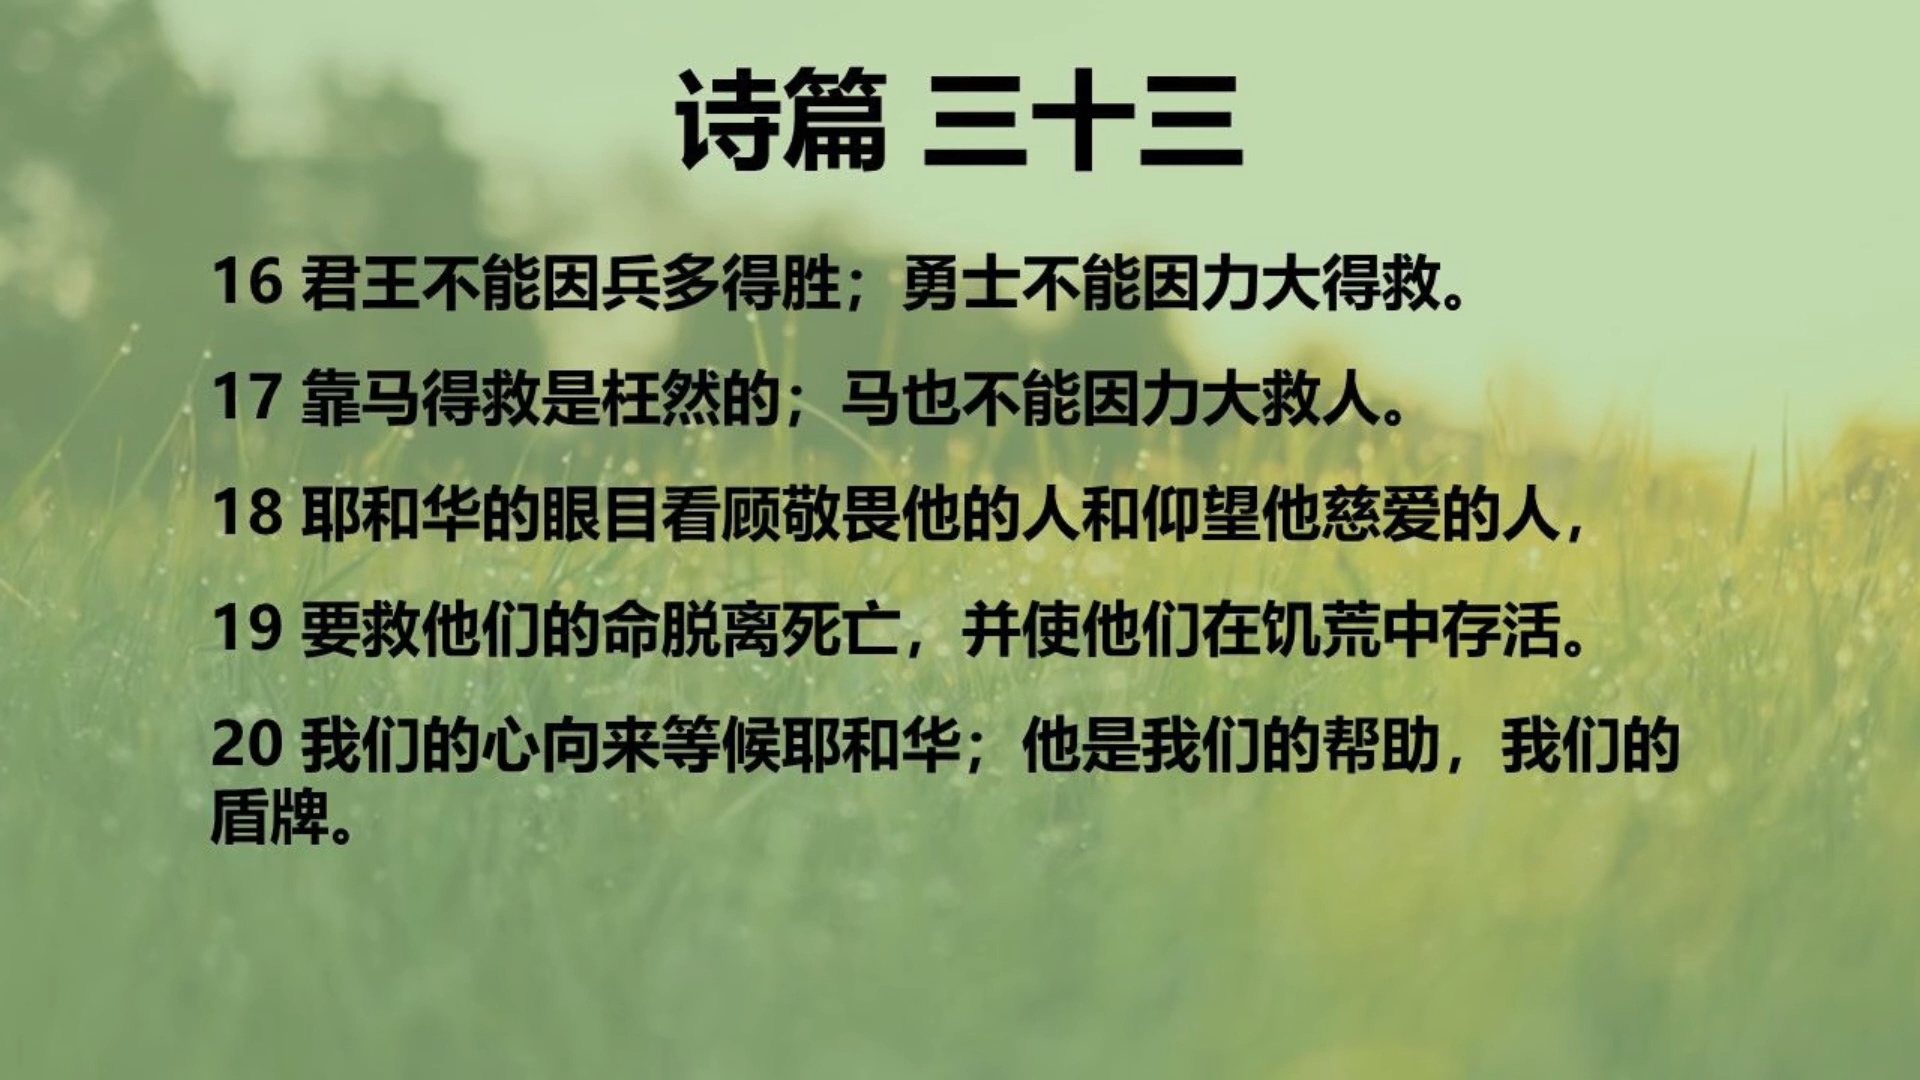 诗篇 三十三
16 君王不能因兵多得胜；勇士不能因力大得救。
17 靠马得救是枉然的；马也不能因力大救人。
18 耶和华的眼目看顾敬畏他的人和仰望他慈爱的人，
19 要救他们的命脱离死亡，并使他们在饥荒中存活。
20 我们的心向来等候耶和华；他是我们的帮助，我们的
盾牌。